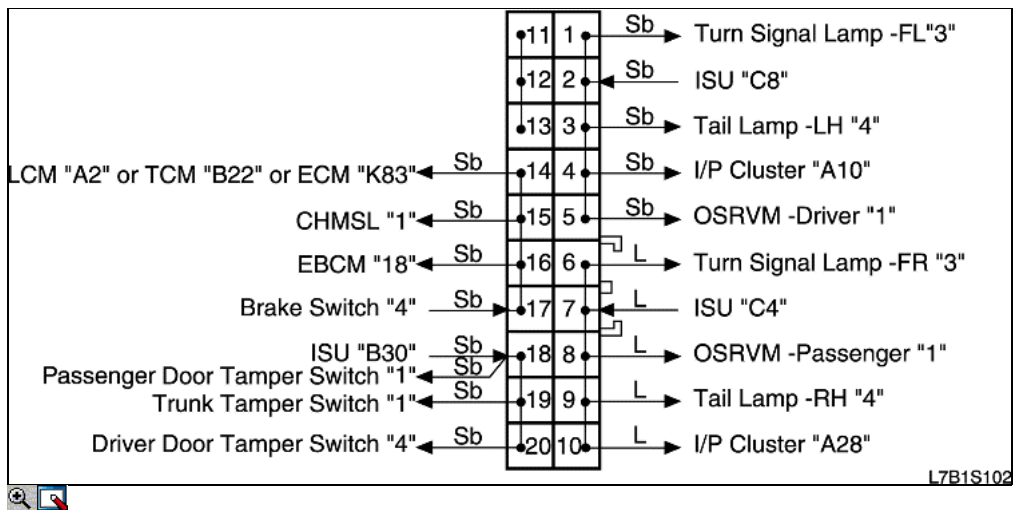 11 1 Sb Turn Signal Lamp -FL"3"
12 2 Sb ISU "C8"
13 3 Sb Tail Lamp -LH "4"
LCM "A2" or TCM "B22" or ECM "K83" Sb 14 4 Sb I/P Cluster "A10"
CHMSL "1" Sb 15 5 Sb OSRVM -Driver "1"
EBCM "18" Sb 16 6 L Turn Signal Lamp -FR "3"
Brake Switch "4" Sb 17 7 L ISU "C4"
ISU "B30" Sb 18 8 L OSRVM -Passenger "1"
Passenger Door Tamper Switch "1" Sb
Trunk Tamper Switch "1" Sb 19 9 L Tail Lamp -RH "4"
Driver Door Tamper Switch "4" Sb 20 10 L I/P Cluster "A28"
L7B1S102